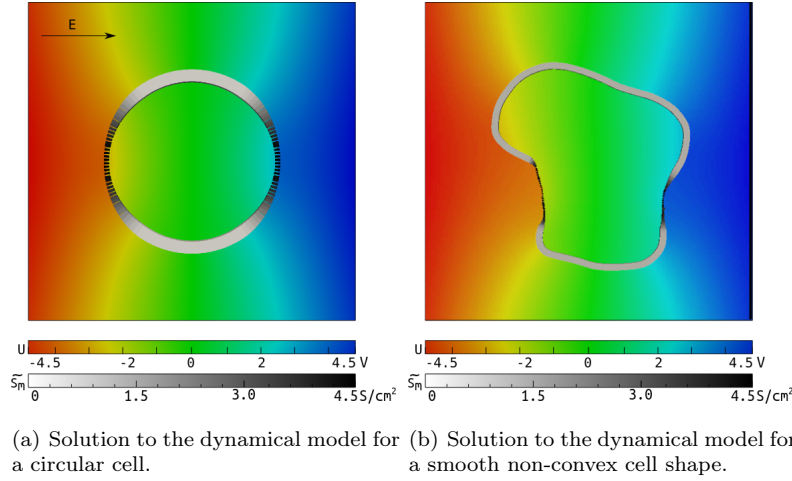 E
U
-4.5 -2 0 2 4.5 V
S̃m
0 1.5 3.0 4.5 S/cm²
U
-4.5 -2 0 2 4.5 V
S̃m
0 1.5 3.0 4.5 S/cm²
(a) Solution to the dynamical model for
a circular cell.
(b) Solution to the dynamical model for
a smooth non-convex cell shape.